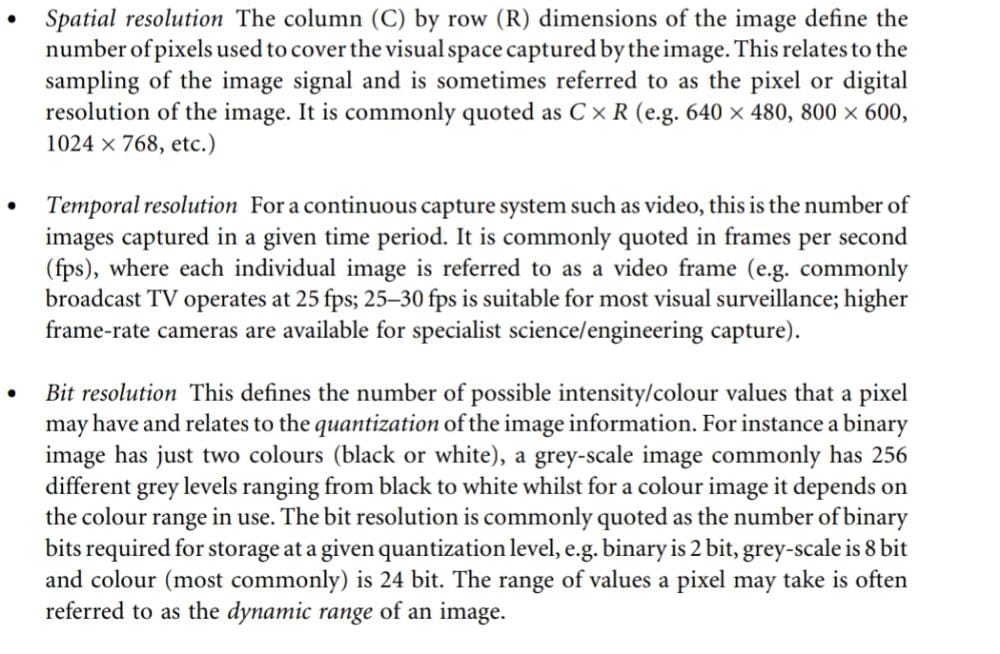 • Spatial resolution The column (C) by row (R) dimensions of the image define the
number of pixels used to cover the visual space captured by the image. This relates to the
sampling of the image signal and is sometimes referred to as the pixel or digital
resolution of the image. It is commonly quoted as C × R (e.g. 640 × 480, 800 × 600,
1024 × 768, etc.)
• Temporal resolution For a continuous capture system such as video, this is the number of
images captured in a given time period. It is commonly quoted in frames per second
(fps), where each individual image is referred to as a video frame (e.g. commonly
broadcast TV operates at 25 fps; 25–30 fps is suitable for most visual surveillance; higher
frame-rate cameras are available for specialist science/engineering capture).
• Bit resolution This defines the number of possible intensity/colour values that a pixel
may have and relates to the quantization of the image information. For instance a binary
image has just two colours (black or white), a grey-scale image commonly has 256
different grey levels ranging from black to white whilst for a colour image it depends on
the colour range in use. The bit resolution is commonly quoted as the number of binary
bits required for storage at a given quantization level, e.g. binary is 2 bit, grey-scale is 8 bit
and colour (most commonly) is 24 bit. The range of values a pixel may take is often
referred to as the dynamic range of an image.